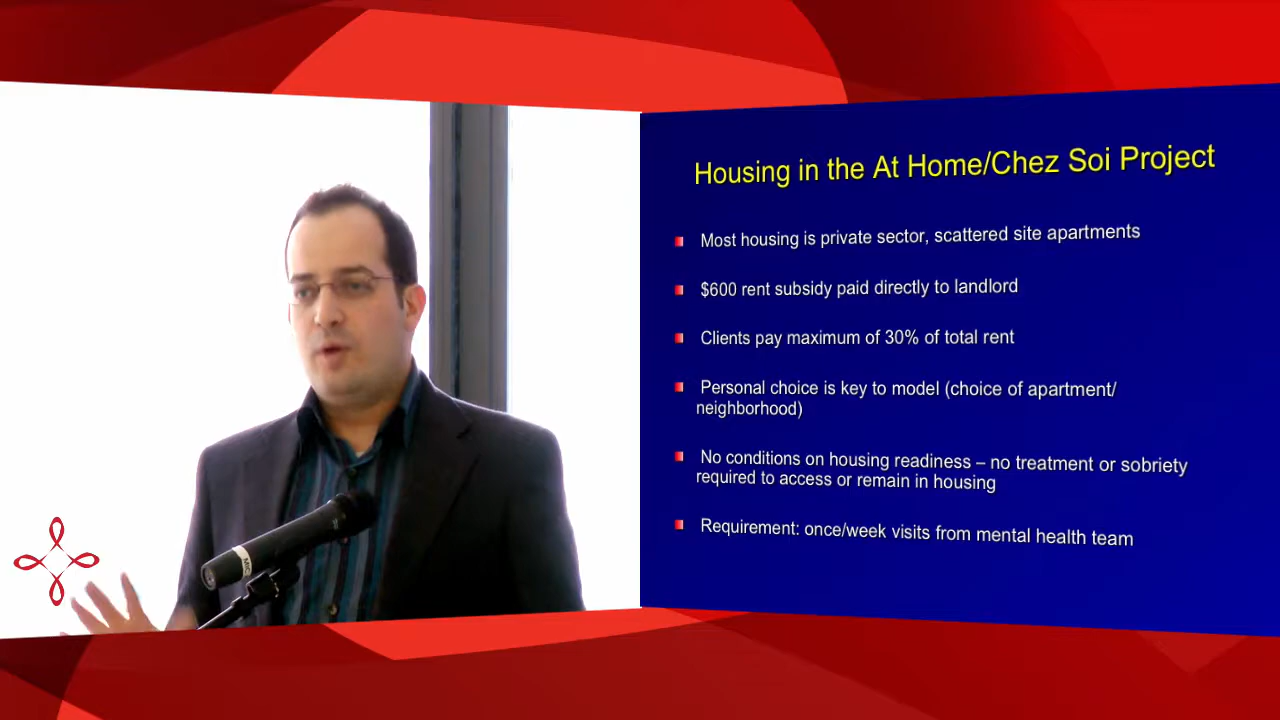 Housing in the At Home/Chez Soi Project
Most housing is private sector, scattered site apartments
$600 rent subsidy paid directly to landlord
Clients pay maximum of 30% of total rent
Personal choice is key to model (choice of apartment/
neighborhood)
No conditions on housing readiness – no treatment or sobriety
required to access or remain in housing
Requirement: once/week visits from mental health team
MIC